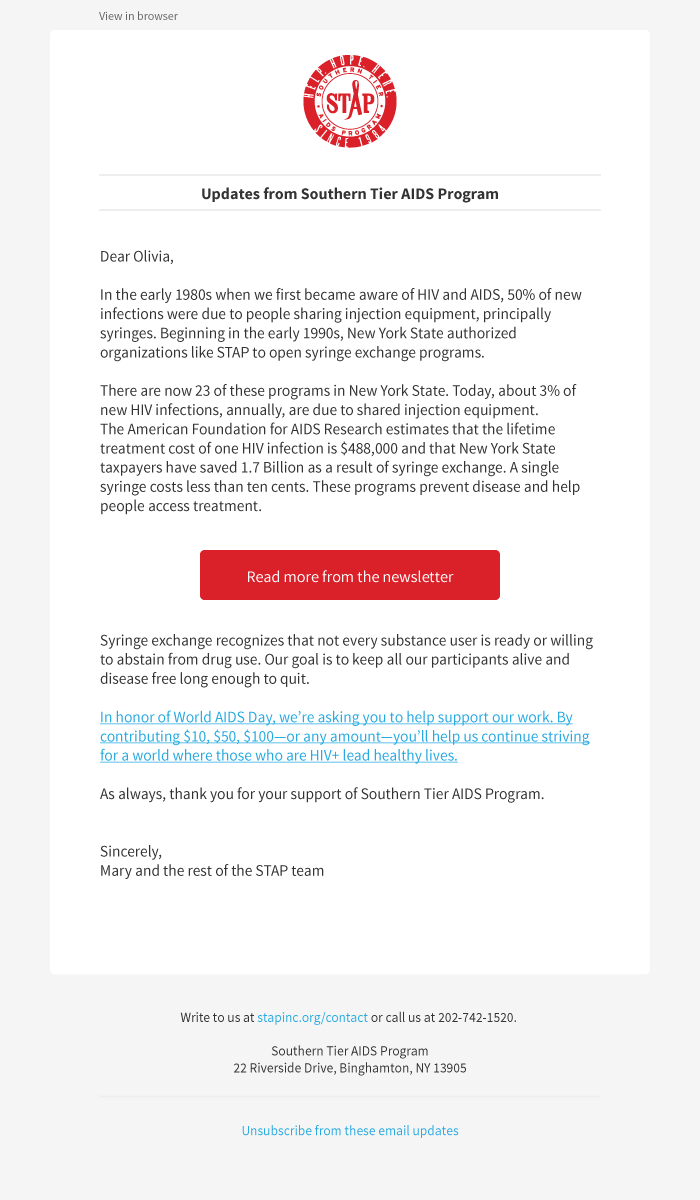 View in browser
HELP. HOPE. HERE.
SOUTHERN TIER
STAP
AIDS PROGRAM
SINCE 1984
Updates from Southern Tier AIDS Program
Dear Olivia,
In the early 1980s when we first became aware of HIV and AIDS, 50% of new
infections were due to people sharing injection equipment, principally
syringes. Beginning in the early 1990s, New York State authorized
organizations like STAP to open syringe exchange programs.
There are now 23 of these programs in New York State. Today, about 3% of
new HIV infections, annually, are due to shared injection equipment.
The American Foundation for AIDS Research estimates that the lifetime
treatment cost of one HIV infection is $488,000 and that New York State
taxpayers have saved 1.7 Billion as a result of syringe exchange. A single
syringe costs less than ten cents. These programs prevent disease and help
people access treatment.
Read more from the newsletter
Syringe exchange recognizes that not every substance user is ready or willing
to abstain from drug use. Our goal is to keep all our participants alive and
disease free long enough to quit.
In honor of World AIDS Day, we’re asking you to help support our work. By
contributing $10, $50, $100—or any amount—you’ll help us continue striving
for a world where those who are HIV+ lead healthy lives.
As always, thank you for your support of Southern Tier AIDS Program.
Sincerely,
Mary and the rest of the STAP team
Write to us at stapinc.org/contact or call us at 202-742-1520.
Southern Tier AIDS Program
22 Riverside Drive, Binghamton, NY 13905
Unsubscribe from these email updates